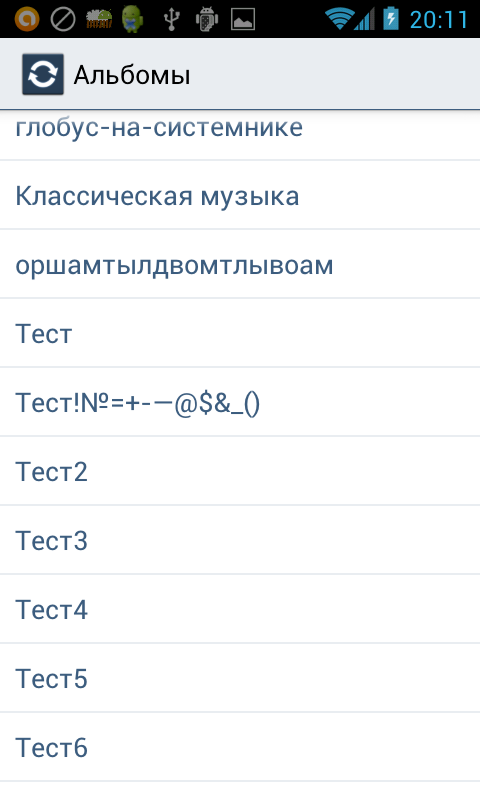 20:11
Альбомы
глобус-на-системнике
Классическая музыка
оршамтылдвомтлывоам
Тест
Тест!№=+-—@$&_()
Тест2
Тест3
Тест4
Тест5
Тест6